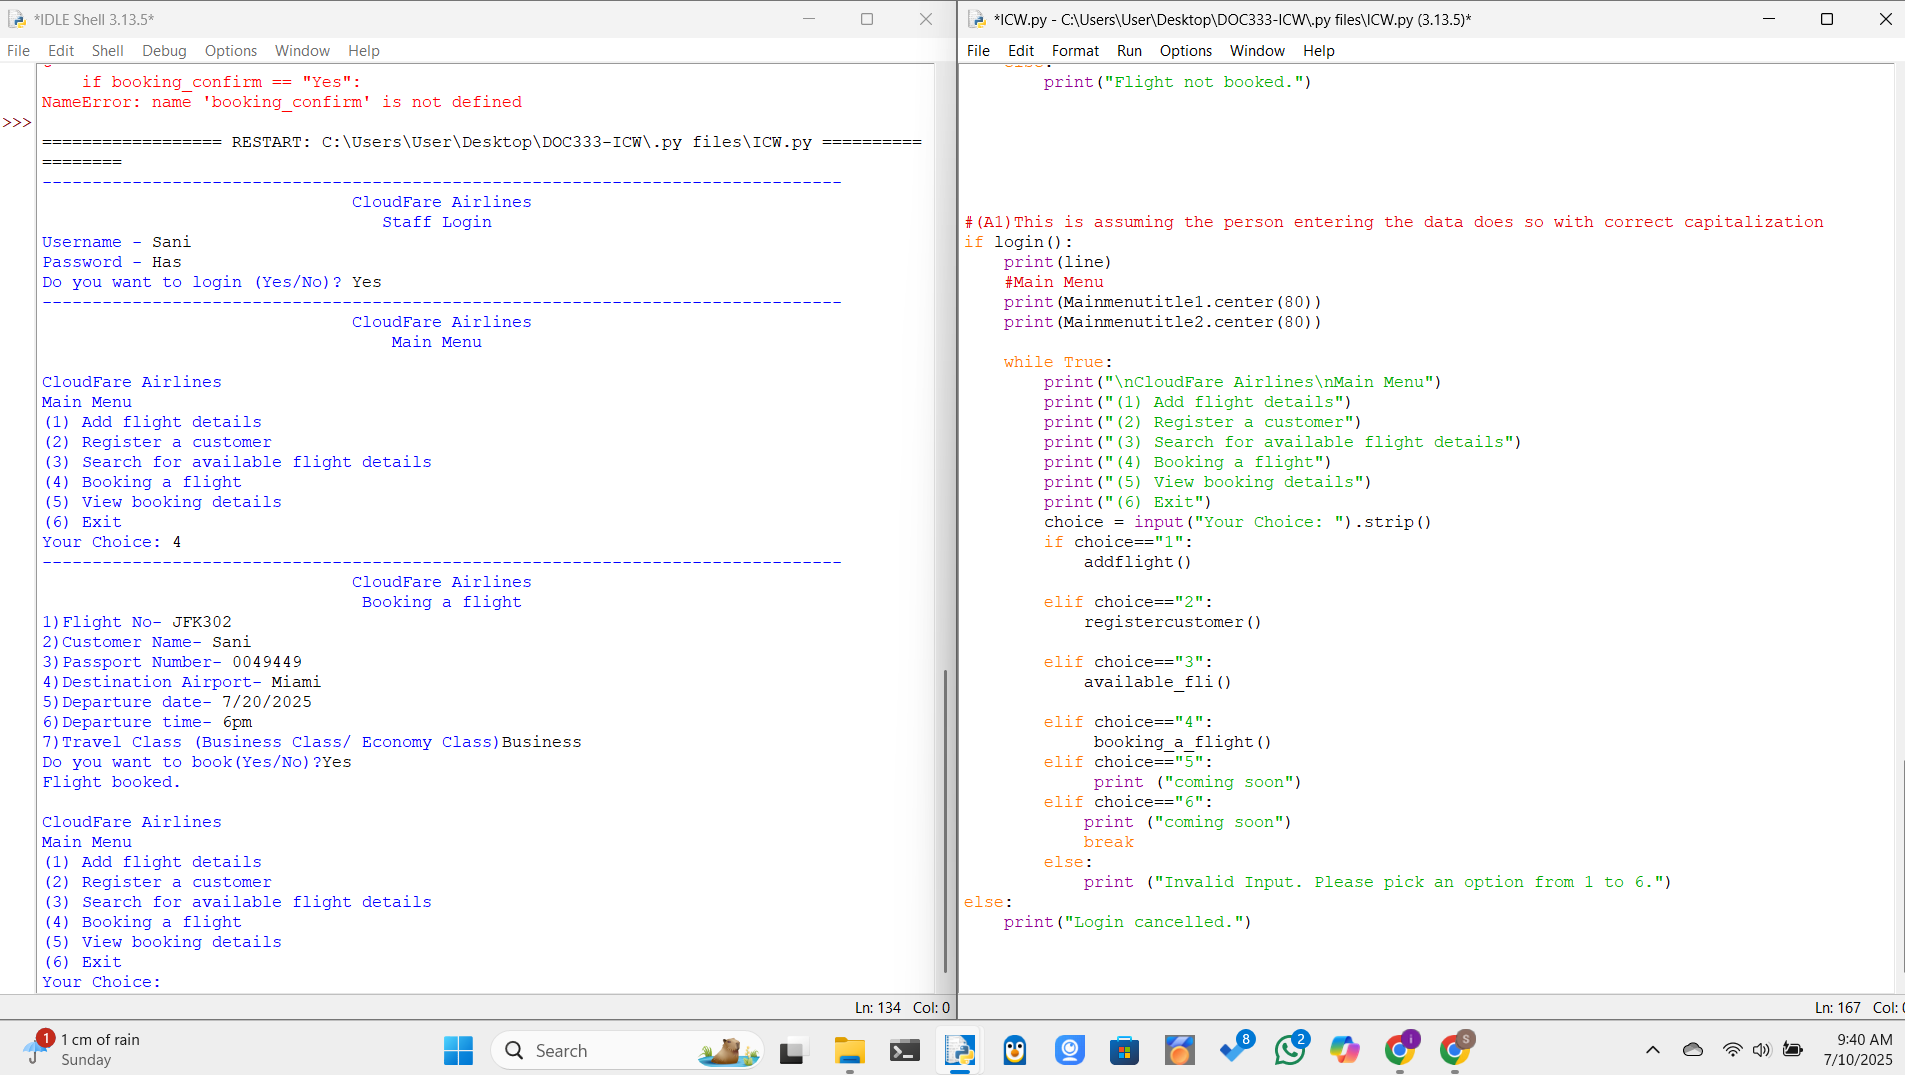 *IDLE Shell 3.13.5*
File Edit Shell Debug Options Window Help
if booking_confirm == "Yes":
NameError: name 'booking_confirm' is not defined
>>>
================== RESTART: C:\Users\User\Desktop\DOC333-ICW\.py files\ICW.py ==========
========
--------------------------------------------------------------------------------
CloudFare Airlines
Staff Login
Username - Sani
Password - Has
Do you want to login (Yes/No)? Yes
--------------------------------------------------------------------------------
CloudFare Airlines
Main Menu
CloudFare Airlines
Main Menu
(1) Add flight details
(2) Register a customer
(3) Search for available flight details
(4) Booking a flight
(5) View booking details
(6) Exit
Your Choice: 4
--------------------------------------------------------------------------------
CloudFare Airlines
Booking a flight
1)Flight No- JFK302
2)Customer Name- Sani
3)Passport Number- 0049449
4)Destination Airport- Miami
5)Departure date- 7/20/2025
6)Departure time- 6pm
7)Travel Class (Business Class/ Economy Class)Business
Do you want to book(Yes/No)?Yes
Flight booked.
CloudFare Airlines
Main Menu
(1) Add flight details
(2) Register a customer
(3) Search for available flight details
(4) Booking a flight
(5) View booking details
(6) Exit
Your Choice:
Ln: 134 Col: 0
*ICW.py - C:\Users\User\Desktop\DOC333-ICW\.py files\ICW.py (3.13.5)*
File Edit Format Run Options Window Help
else:
print("Flight not booked.")
#(A1)This is assuming the person entering the data does so with correct capitalization
if login():
print(line)
#Main Menu
print(Mainmenutitle1.center(80))
print(Mainmenutitle2.center(80))
while True:
print("\nCloudFare Airlines\nMain Menu")
print("(1) Add flight details")
print("(2) Register a customer")
print("(3) Search for available flight details")
print("(4) Booking a flight")
print("(5) View booking details")
print("(6) Exit")
choice = input("Your Choice: ").strip()
if choice=="1":
addflight()
elif choice=="2":
registercustomer()
elif choice=="3":
available_fli()
elif choice=="4":
booking_a_flight()
elif choice=="5":
print ("coming soon")
elif choice=="6":
print ("coming soon")
break
else:
print ("Invalid Input. Please pick an option from 1 to 6.")
else:
print("Login cancelled.")
Ln: 167 Col:
1
1 cm of rain
Sunday
Search
8
2
i
S
9:40 AM
7/10/2025